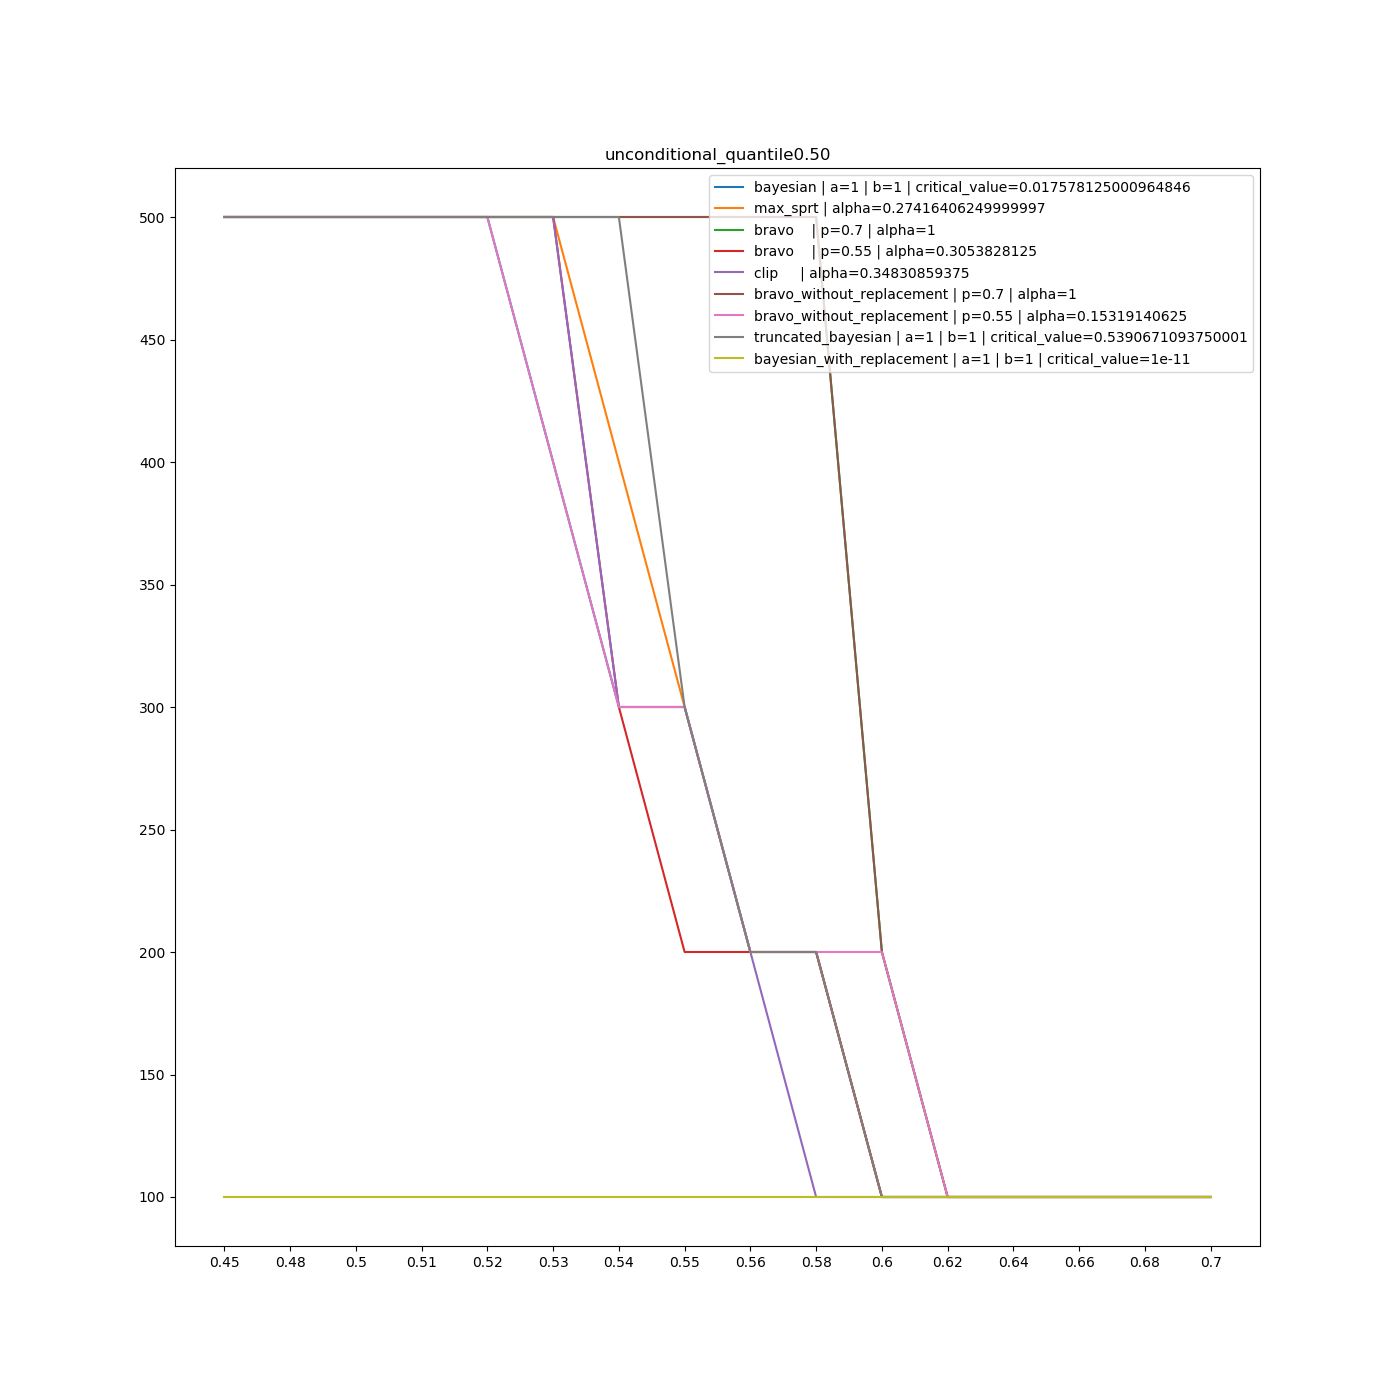 unconditional_quantile0.50
bayesian | a=1 | b=1 | critical_value=0.017578125000964846
max_sprt | alpha=0.27416406249999997
bravo    | p=0.7 | alpha=1
bravo    | p=0.55 | alpha=0.3053828125
clip     | alpha=0.34830859375
bravo_without_replacement | p=0.7 | alpha=1
bravo_without_replacement | p=0.55 | alpha=0.15319140625
truncated_bayesian | a=1 | b=1 | critical_value=0.5390671093750001
bayesian_with_replacement | a=1 | b=1 | critical_value=1e-11
500
450
400
350
300
250
200
150
100
0.45 0.48 0.5 0.51 0.52 0.53 0.54 0.55 0.56 0.58 0.6 0.62 0.64 0.66 0.68 0.7